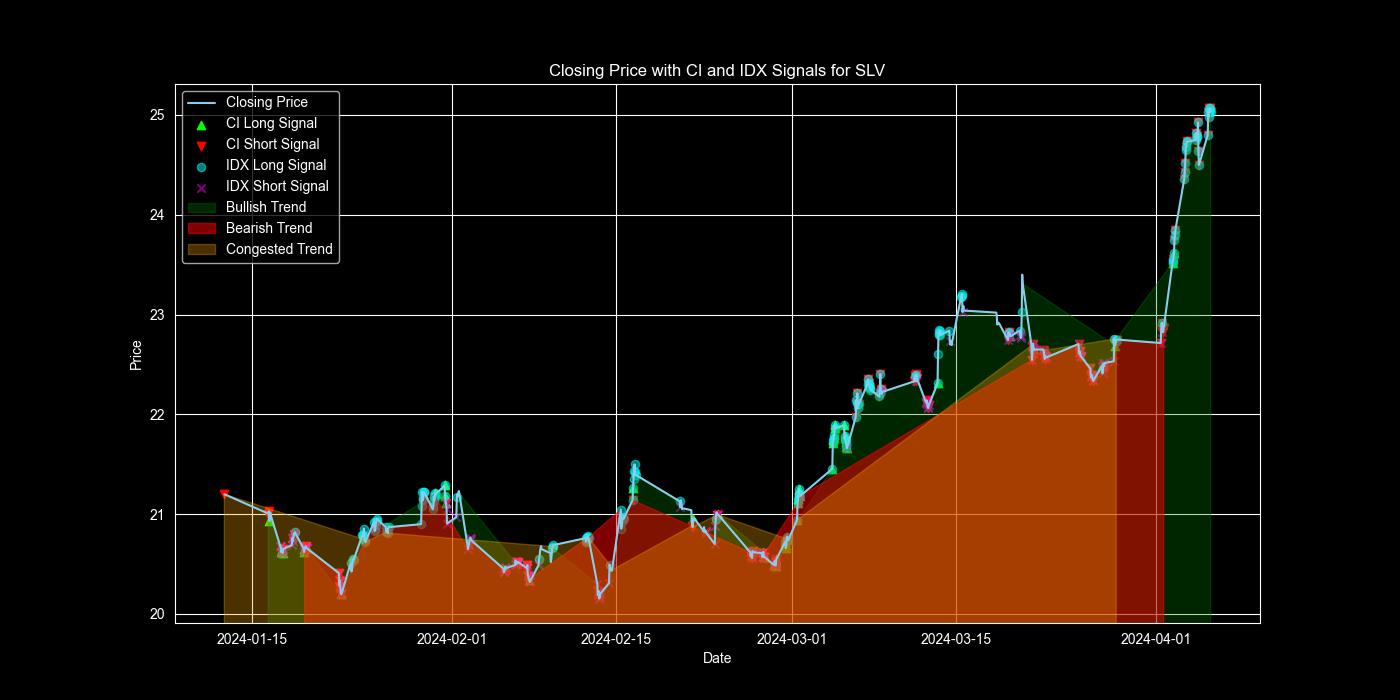 Closing Price with CI and IDX Signals for SLV
Closing Price
CI Long Signal
CI Short Signal
IDX Long Signal
IDX Short Signal
Bullish Trend
Bearish Trend
Congested Trend
25
24
23
22
21
20
Price
2024-01-15 2024-02-01 2024-02-15 2024-03-01 2024-03-15 2024-04-01
Date